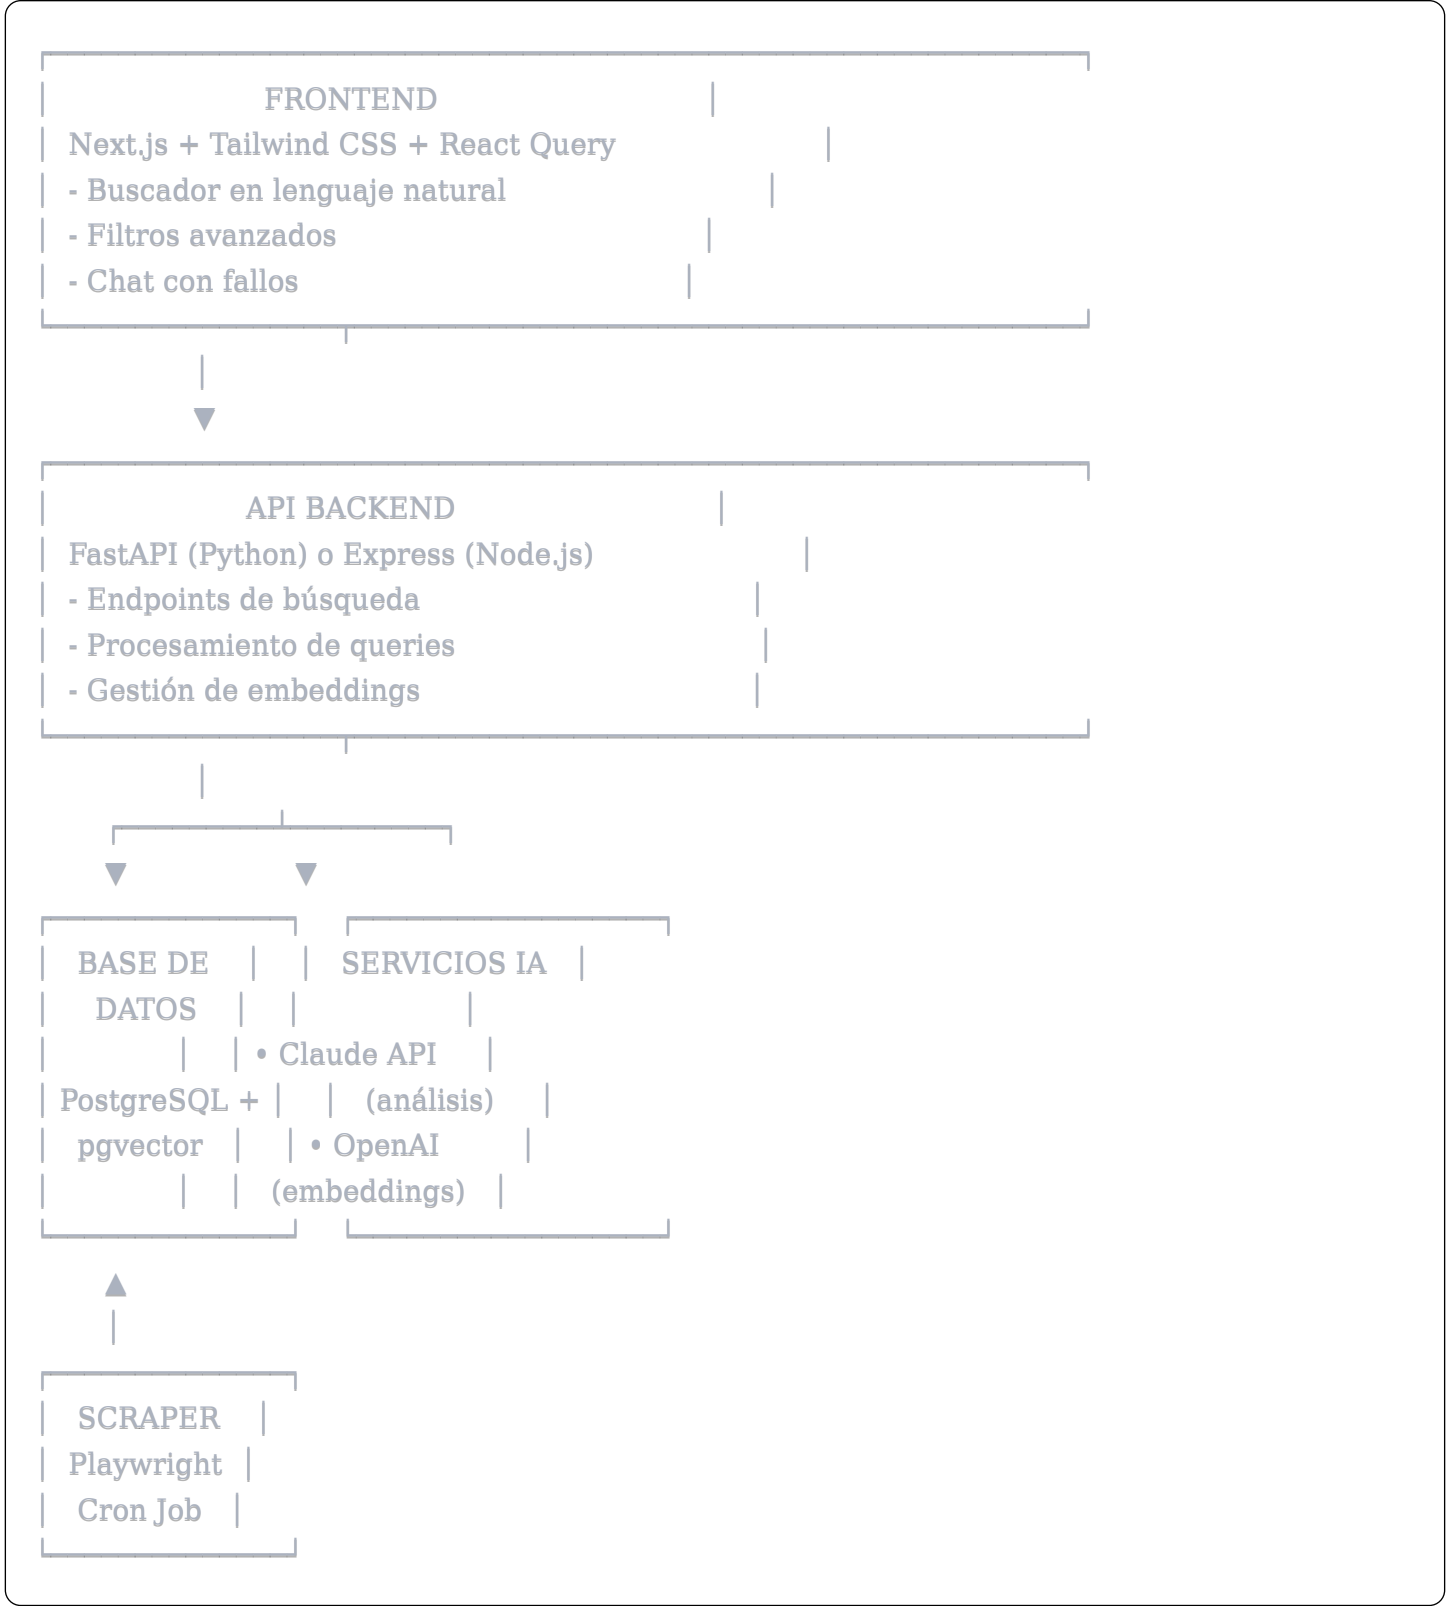 FRONTEND
Next.js + Tailwind CSS + React Query
- Buscador en lenguaje natural
- Filtros avanzados
- Chat con fallos
API BACKEND
FastAPI (Python) o Express (Node.js)
- Endpoints de búsqueda
- Procesamiento de queries
- Gestión de embeddings
BASE DE SERVICIOS IA
DATOS
• Claude API
PostgreSQL + (análisis)
pgvector • OpenAI
(embeddings)
SCRAPER
Playwright
Cron Job